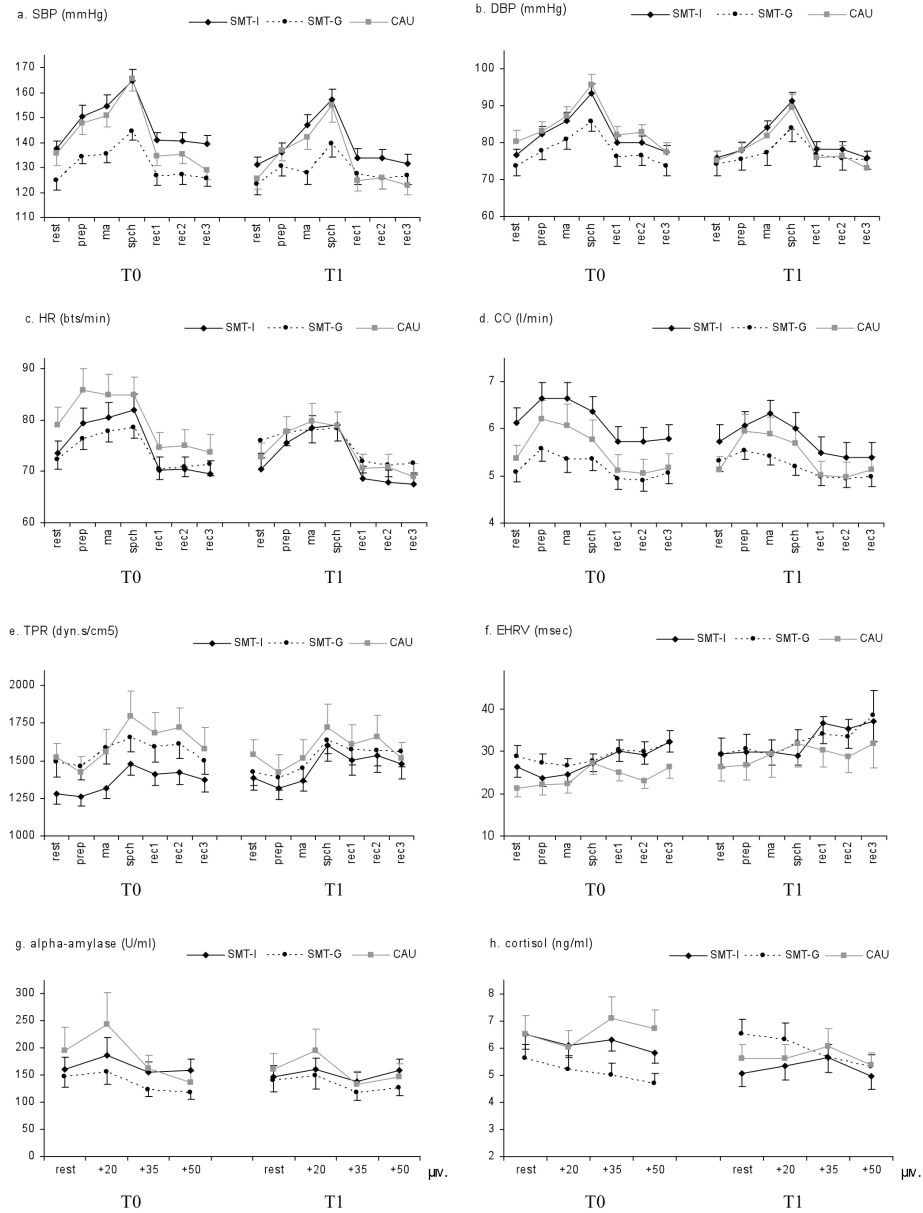 a. SBP (mmHg)
SMT-I SMT-G CAU
170
160
150
140
130
120
110
rest prep ma spch rec1 rec2 rec3 rest prep ma spch rec1 rec2 rec3
T0 T1
b. DBP (mmHg)
SMT-I SMT-G CAU
100
90
80
70
60
rest prep ma spch rec1 rec2 rec3 rest prep ma spch rec1 rec2 rec3
T0 T1
c. HR (bts/min)
SMT-I SMT-G CAU
90
80
70
60
rest prep ma spch rec1 rec2 rec3 rest prep ma spch rec1 rec2 rec3
T0 T1
d. CO (l/min)
SMT-I SMT-G CAU
7
6
5
4
rest prep ma spch rec1 rec2 rec3 rest prep ma spch rec1 rec2 rec3
T0 T1
e. TPR (dyn.s/cm5)
SMT-I SMT-G CAU
2000
1750
1500
1250
1000
rest prep ma spch rec1 rec2 rec3 rest prep ma spch rec1 rec2 rec3
T0 T1
f. EHRV (msec)
SMT-I SMT-G CAU
40
30
20
10
rest prep ma spch rec1 rec2 rec3 rest prep ma spch rec1 rec2 rec3
T0 T1
g. alpha-amylase (U/ml)
SMT-I SMT-G CAU
300
250
200
150
100
50
0
rest +20 +35 +50 rest +20 +35 +50 μιν.
T0 T1
h. cortisol (ng/ml)
SMT-I SMT-G CAU
8
7
6
5
4
3
2
rest +20 +35 +50 rest +20 +35 +50 μιν.
T0 T1